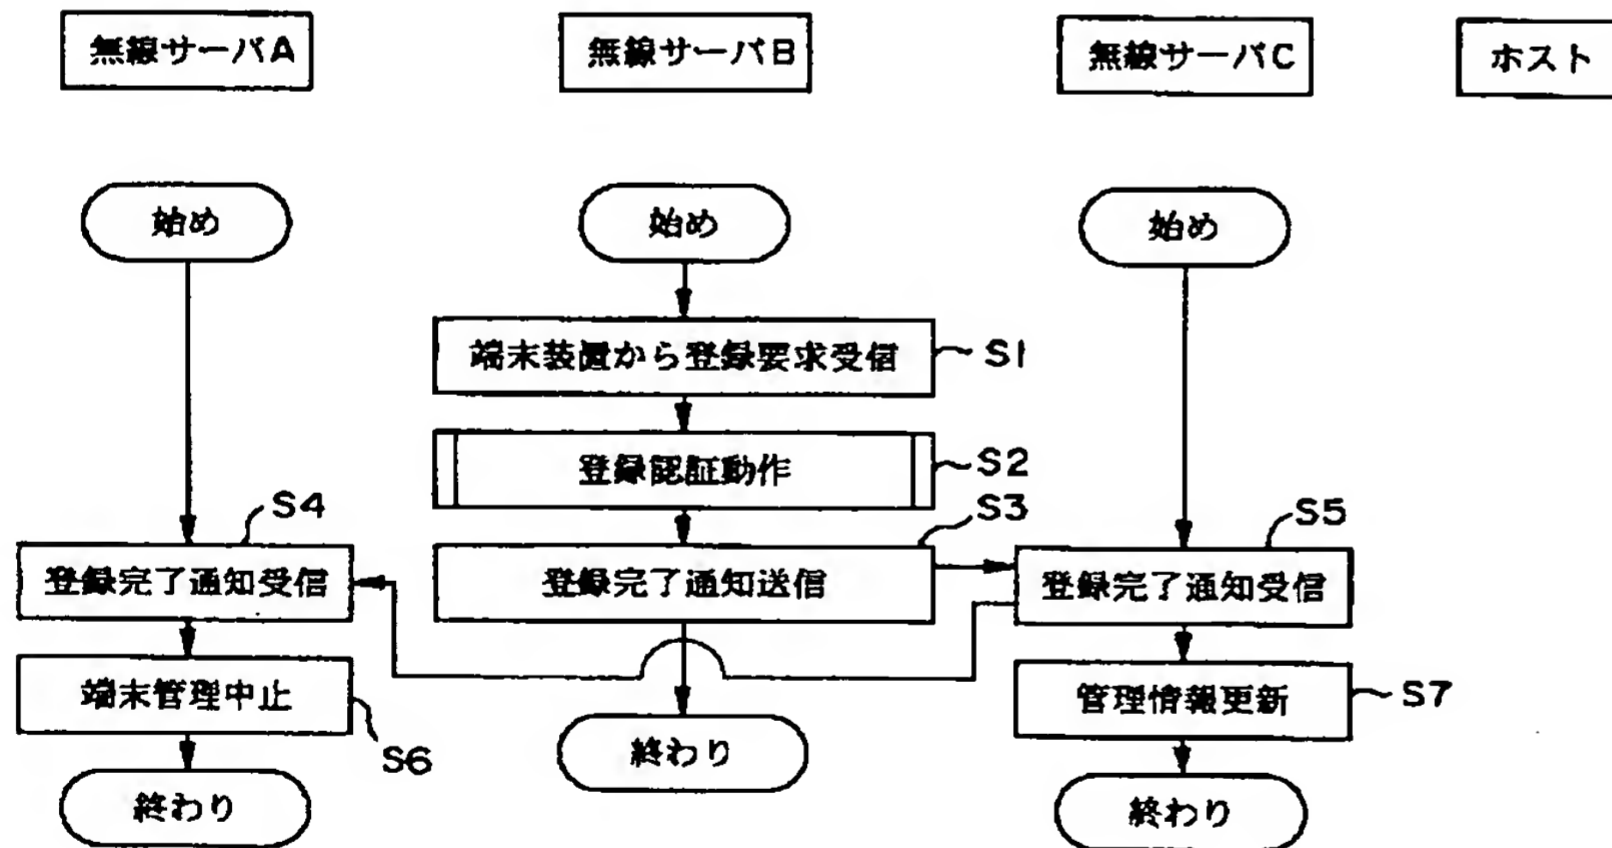 無線サーバA
無線サーバB
無線サーバC
ホスト
始め
始め
始め
端末装置から登録要求受信
S1
登録認証動作
S2
S3
S4
S5
登録完了通知受信
登録完了通知送信
登録完了通知受信
端末管理中止
S6
管理情報更新
S7
終わり
終わり
終わり